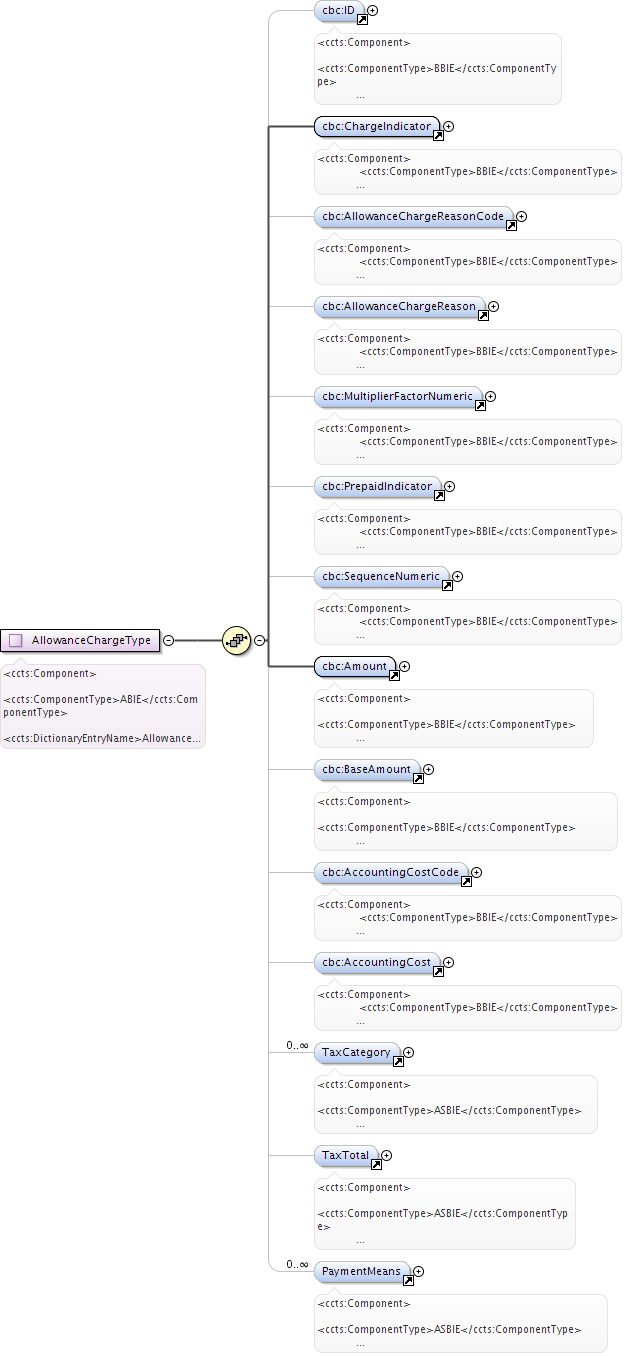 cbc:ID
<ccts:Component>
<ccts:ComponentType>BBIE</ccts:ComponentTy
pe>
...
cbc:ChargeIndicator
<ccts:Component>
<ccts:ComponentType>BBIE</ccts:ComponentType>
...
cbc:AllowanceChargeReasonCode
<ccts:Component>
<ccts:ComponentType>BBIE</ccts:ComponentType>
...
cbc:AllowanceChargeReason
<ccts:Component>
<ccts:ComponentType>BBIE</ccts:ComponentType>
...
cbc:MultiplierFactorNumeric
<ccts:Component>
<ccts:ComponentType>BBIE</ccts:ComponentType>
...
cbc:PrepaidIndicator
<ccts:Component>
<ccts:ComponentType>BBIE</ccts:ComponentType>
...
cbc:SequenceNumeric
<ccts:Component>
<ccts:ComponentType>BBIE</ccts:ComponentType>
...
AllowanceChargeType
<ccts:Component>
<ccts:ComponentType>ABIE</ccts:Com
ponentType>
<ccts:DictionaryEntryName>Allowance...
cbc:Amount
<ccts:Component>
<ccts:ComponentType>BBIE</ccts:ComponentType>
...
cbc:BaseAmount
<ccts:Component>
<ccts:ComponentType>BBIE</ccts:ComponentType>
...
cbc:AccountingCostCode
<ccts:Component>
<ccts:ComponentType>BBIE</ccts:ComponentType>
...
cbc:AccountingCost
<ccts:Component>
<ccts:ComponentType>BBIE</ccts:ComponentType>
...
0..∞
TaxCategory
<ccts:Component>
<ccts:ComponentType>ASBIE</ccts:ComponentType>
...
TaxTotal
<ccts:Component>
<ccts:ComponentType>ASBIE</ccts:ComponentTyp
e>
...
0..∞
PaymentMeans
<ccts:Component>
<ccts:ComponentType>ASBIE</ccts:ComponentType>
...